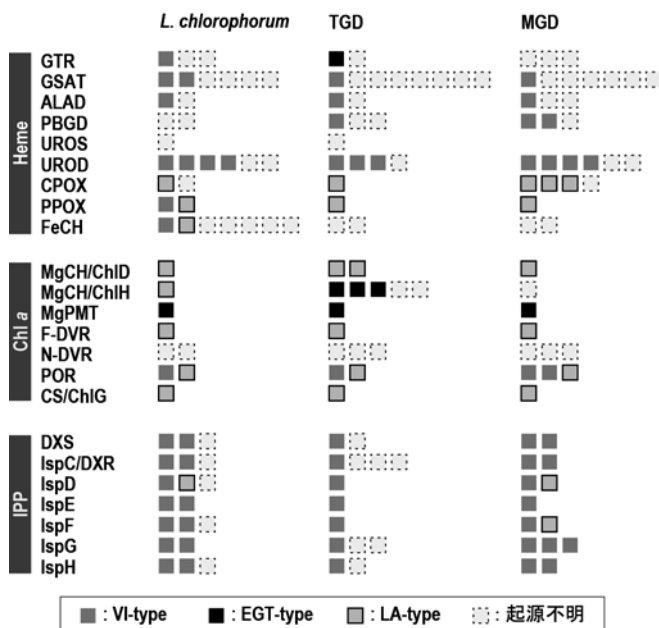 L. chlorophorum TGD MGD
Heme
GTR
GSAT
ALAD
PBGD
UROS
UROD
CPOX
PPOX
FeCH
Chl a
MgCH/ChlD
MgCH/ChlH
MgPMT
F-DVR
N-DVR
POR
CS/ChlG
IPP
DXS
IspC/DXR
IspD
IspE
IspF
IspG
IspH
: VI-type : EGT-type : LA-type : 起源不明